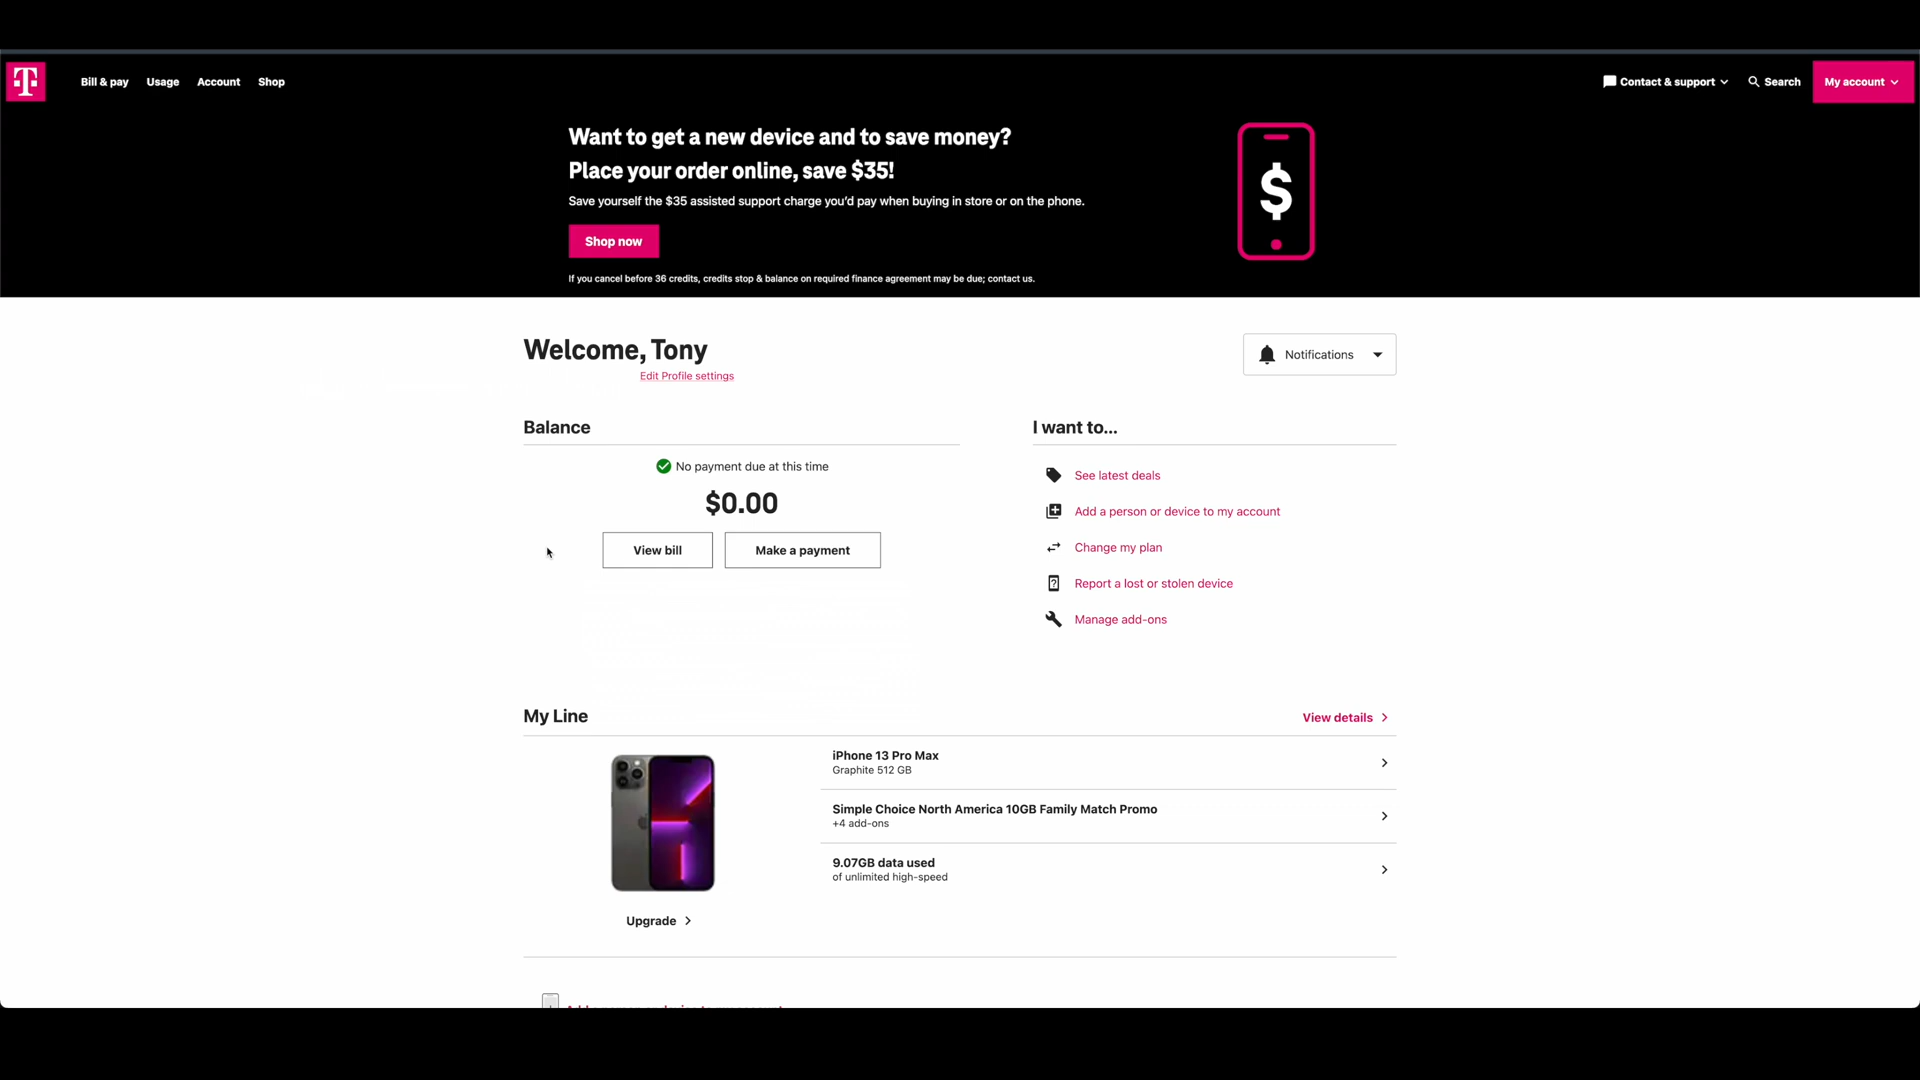 T
Bill & pay
Usage
Account
Shop
Contact & support
Search
My account
Want to get a new device and to save money?
Place your order online, save $35!
Save yourself the $35 assisted support charge you'd pay when buying in store or on the phone.
Shop now
If you cancel before 36 credits, credits stop & balance on required finance agreement may be due; contact us.
$
Welcome, Tony
Edit Profile settings
Notifications
Balance
No payment due at this time
$0.00
View bill
Make a payment
I want to...
See latest deals
Add a person or device to my account
Change my plan
Report a lost or stolen device
Manage add-ons
My Line
View details
iPhone 13 Pro Max
Graphite 512 GB
Simple Choice North America 10GB Family Match Promo
+4 add-ons
9.07GB data used
of unlimited high-speed
Upgrade